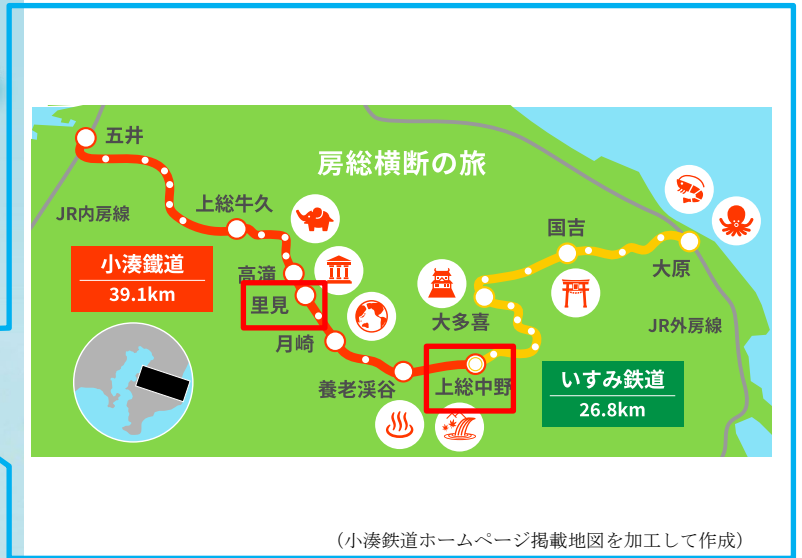 五井
房総横断の旅
JR内房線
上総牛久
国吉
小湊鐵道
39.1km
高滝
大原
里見
大多喜
JR外房線
月崎
養老渓谷
上総中野
いすみ鉄道
26.8km
（小湊鉄道ホームページ掲載地図を加工して作成）